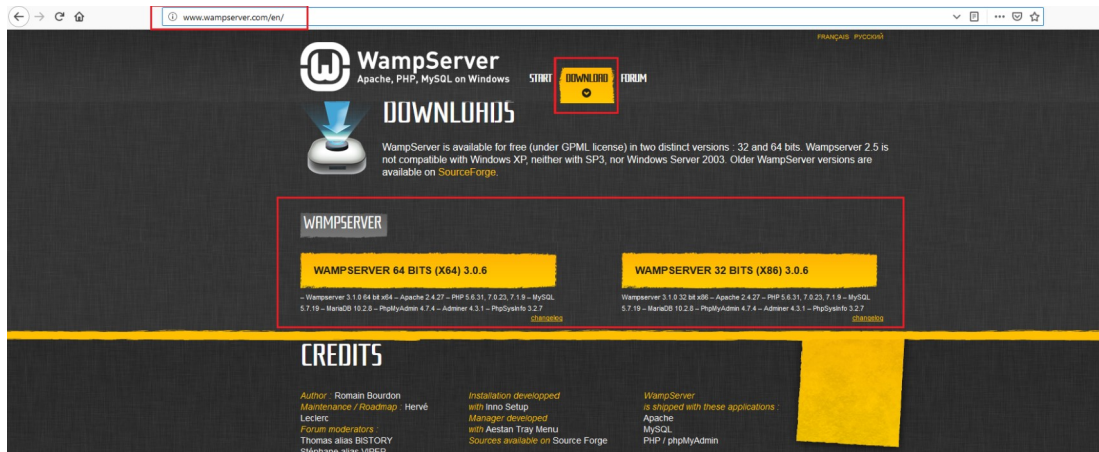 www.wampserver.com/en/
FRANÇAIS РУССКИЙ
WampServer
Apache, PHP, MySQL on Windows
START DOWNLOAD FORUM
DOWNLOADS
WampServer is available for free (under GPML license) in two distinct versions : 32 and 64 bits. Wampserver 2.5 is
not compatible with Windows XP, neither with SP3, nor Windows Server 2003. Older WampServer versions are
available on SourceForge.
WAMPSERVER
WAMPSERVER 64 BITS (X64) 3.0.6
– Wampserver 3.1.0 64 bit x64 – Apache 2.4.27 – PHP 5.6.31, 7.0.23, 7.1.9 – MySQL
5.7.19 – MariaDB 10.2.8 – PhpMyAdmin 4.7.4 – Adminer 4.3.1 – PhpSysInfo 3.2.7
changelog
WAMPSERVER 32 BITS (X86) 3.0.6
Wampserver 3.1.0 32 bit x86 – Apache 2.4.27 – PHP 5.6.31, 7.0.23, 7.1.9 – MySQL
5.7.19 – MariaDB 10.2.8 – PhpMyAdmin 4.7.4 – Adminer 4.3.1 – PhpSysInfo 3.2.7
changelog
CREDITS
Author : Romain Bourdon
Maintenance / Roadmap : Hervé
Leclerc
Forum moderators :
Thomas alias BISTORY
Stéphane alias VIPER
Installation developped
with Inno Setup
Manager developed
with Aestan Tray Menu
Sources available on Source Forge
WampServer
is shipped with these applications :
Apache
MySQL
PHP / phpMyAdmin